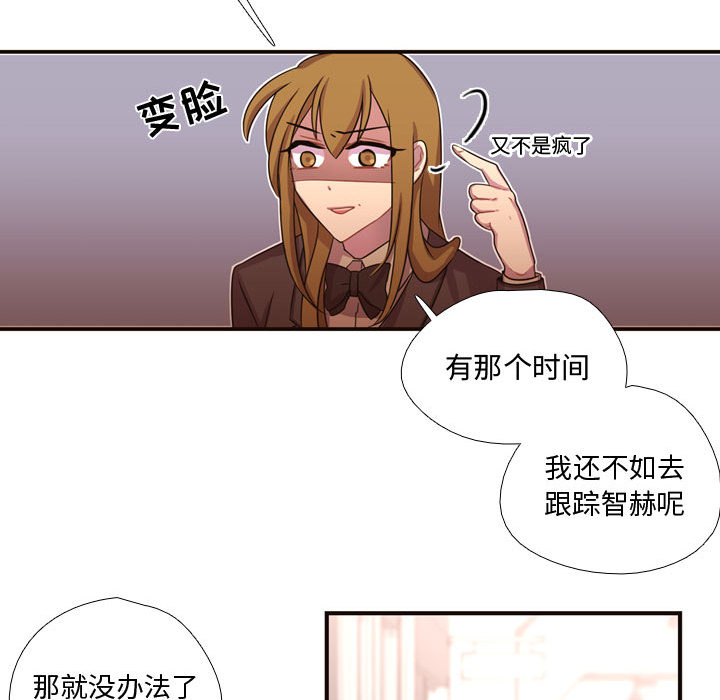 变脸
又不是疯了
有那个时间
我还不如去
跟踪智赫呢
那就没办法了